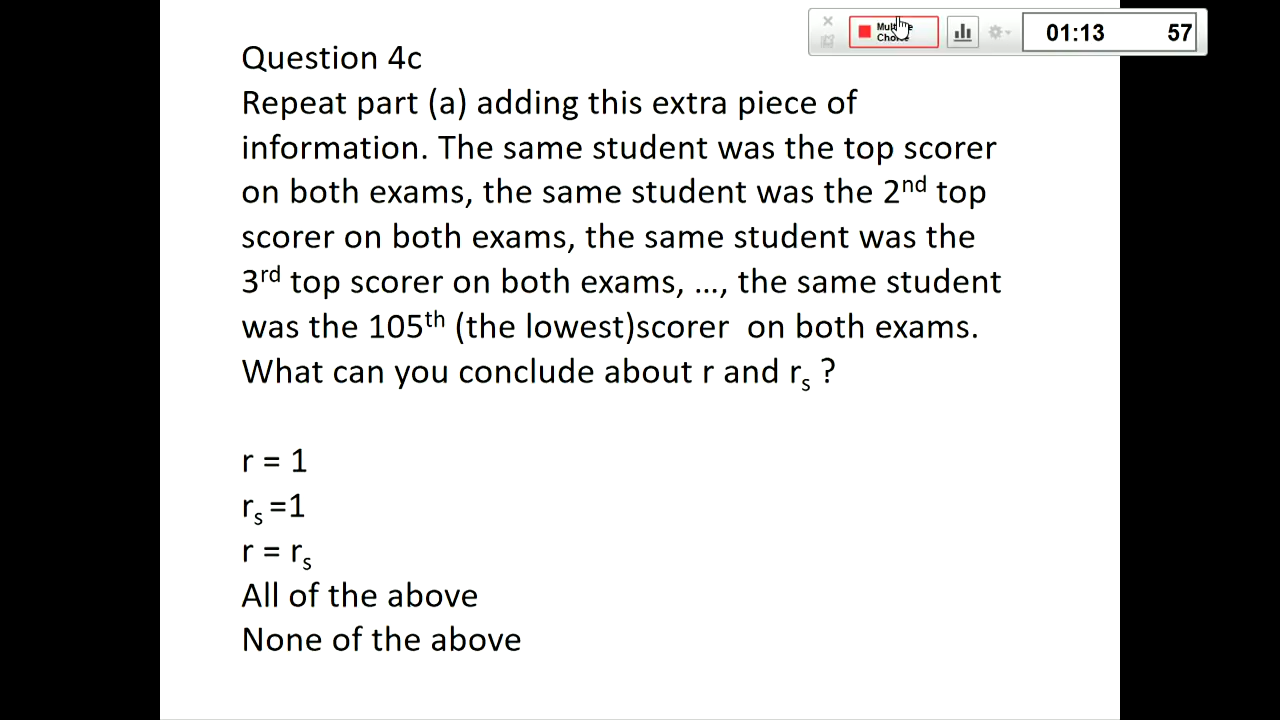 Multiple
Choice
01:13
57
Question 4c
Repeat part (a) adding this extra piece of
information. The same student was the top scorer
on both exams, the same student was the 2nd top
scorer on both exams, the same student was the
3rd top scorer on both exams, ..., the same student
was the 105th (the lowest)scorer on both exams.
What can you conclude about r and rs ?
r = 1
rs =1
r = rs
All of the above
None of the above